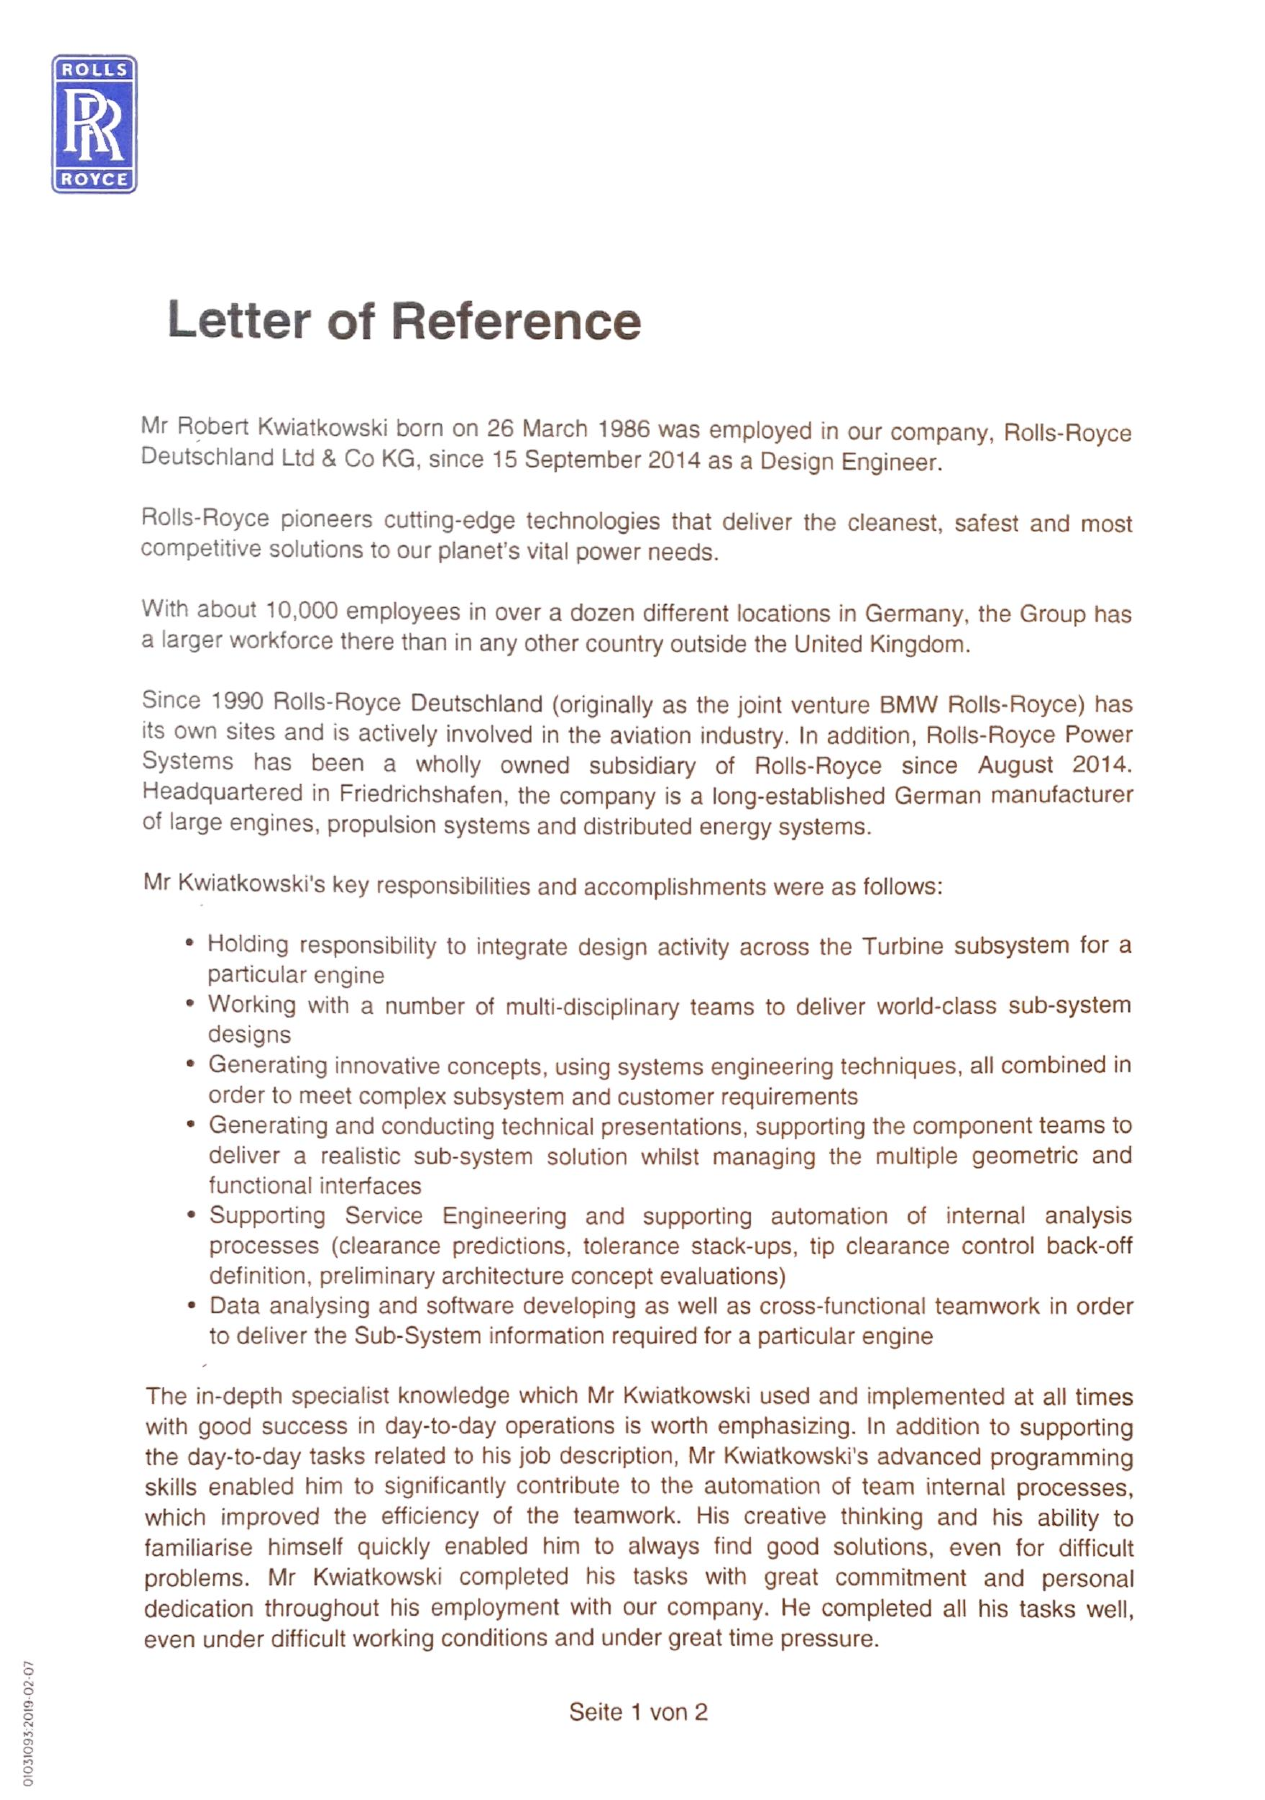 ROLLS
RR
ROYCE
Letter of Reference
Mr Robert Kwiatkowski born on 26 March 1986 was employed in our company, Rolls-Royce
Deutschland Ltd & Co KG, since 15 September 2014 as a Design Engineer.
Rolls-Royce pioneers cutting-edge technologies that deliver the cleanest, safest and most
competitive solutions to our planet's vital power needs.
With about 10,000 employees in over a dozen different locations in Germany, the Group has
a larger workforce there than in any other country outside the United Kingdom.
Since 1990 Rolls-Royce Deutschland (originally as the joint venture BMW Rolls-Royce) has
its own sites and is actively involved in the aviation industry. In addition, Rolls-Royce Power
Systems has been a wholly owned subsidiary of Rolls-Royce since August 2014.
Headquartered in Friedrichshafen, the company is a long-established German manufacturer
of large engines, propulsion systems and distributed energy systems.
Mr Kwiatkowski's key responsibilities and accomplishments were as follows:
• Holding responsibility to integrate design activity across the Turbine subsystem for a
particular engine
• Working with a number of multi-disciplinary teams to deliver world-class sub-system
designs
• Generating innovative concepts, using systems engineering techniques, all combined in
order to meet complex subsystem and customer requirements
• Generating and conducting technical presentations, supporting the component teams to
deliver a realistic sub-system solution whilst managing the multiple geometric and
functional interfaces
• Supporting Service Engineering and supporting automation of internal analysis
processes (clearance predictions, tolerance stack-ups, tip clearance control back-off
definition, preliminary architecture concept evaluations)
• Data analysing and software developing as well as cross-functional teamwork in order
to deliver the Sub-System information required for a particular engine
The in-depth specialist knowledge which Mr Kwiatkowski used and implemented at all times
with good success in day-to-day operations is worth emphasizing. In addition to supporting
the day-to-day tasks related to his job description, Mr Kwiatkowski's advanced programming
skills enabled him to significantly contribute to the automation of team internal processes,
which improved the efficiency of the teamwork. His creative thinking and his ability to
familiarise himself quickly enabled him to always find good solutions, even for difficult
problems. Mr Kwiatkowski completed his tasks with great commitment and personal
dedication throughout his employment with our company. He completed all his tasks well,
even under difficult working conditions and under great time pressure.
Seite 1 von 2
01031093:2019-02-07